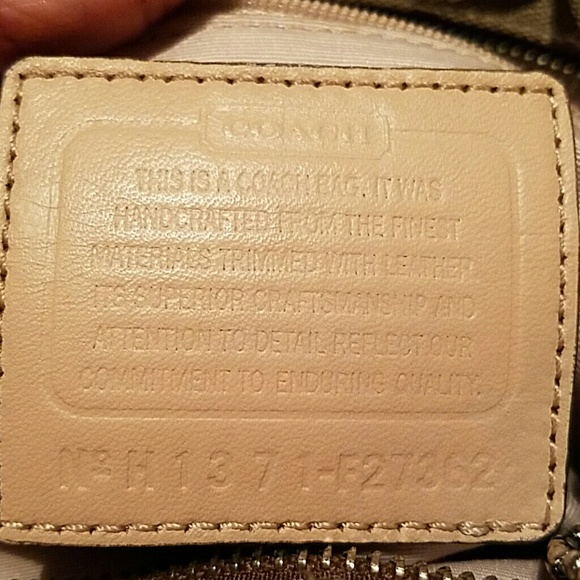 COACH
THIS IS A COACH BAG. IT WAS
HANDCRAFTED FROM THE FINEST
MATERIALS TRIMMED WITH LEATHER
ITS SUPERIOR CRAFTSMANSHIP AND
ATTENTION TO DETAIL REFLECT OUR
COMMITMENT TO ENDURING QUALITY.
Nº H1371-F27362